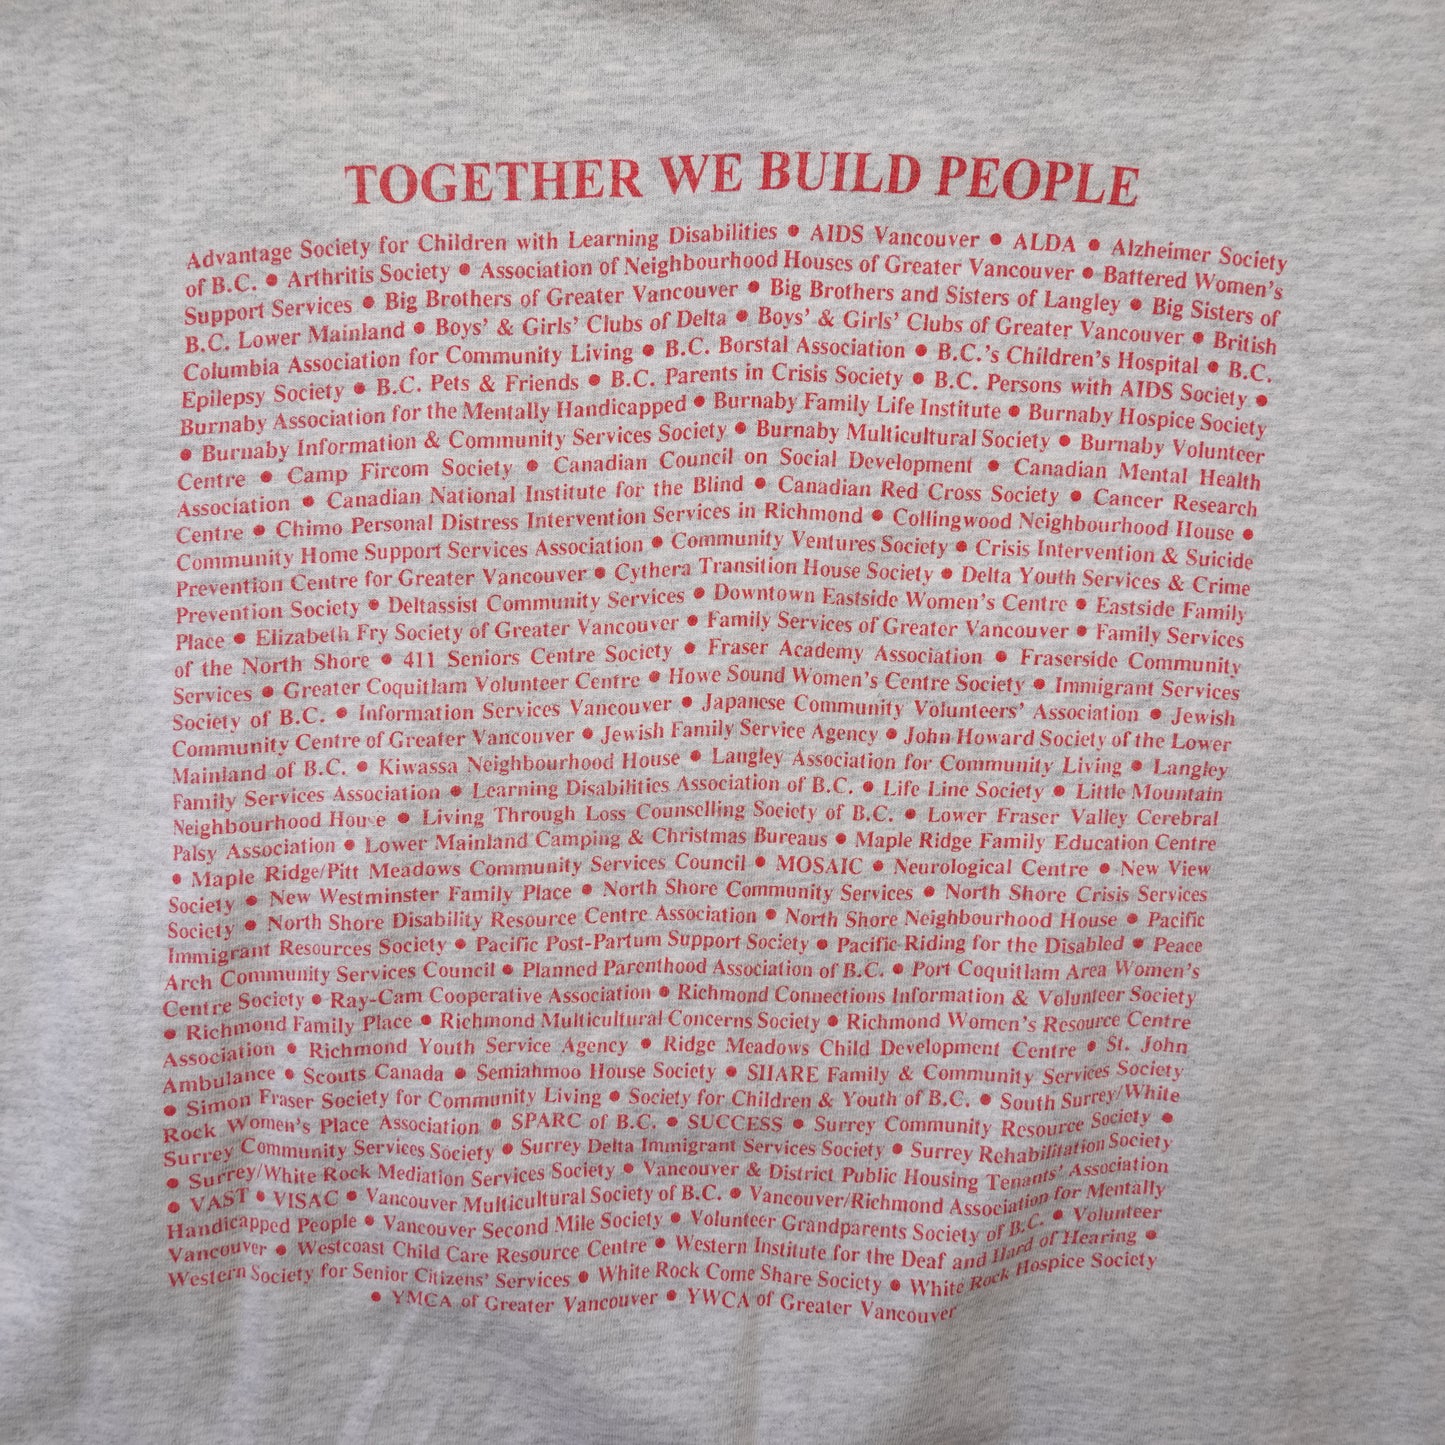 TOGETHER WE BUILD PEOPLE
Advantage Society for Children with Learning Disabilities • AIDS Vancouver • ALDA • Alzheimer Society
of B.C. • Arthritis Society • Association of Neighbourhood Houses of Greater Vancouver • Battered Women's
Support Services • Big Brothers of Greater Vancouver • Big Brothers and Sisters of Langley • Big Sisters of
B.C. Lower Mainland • Boys' & Girls' Clubs of Delta • Boys' & Girls' Clubs of Greater Vancouver • British
Columbia Association for Community Living • B.C. Borstal Association • B.C.'s Children's Hospital • B.C.
Epilepsy Society • B.C. Pets & Friends • B.C. Parents in Crisis Society • B.C. Persons with AIDS Society •
Burnaby Association for the Mentally Handicapped • Burnaby Family Life Institute • Burnaby Hospice Society
• Burnaby Information & Community Services Society • Burnaby Multicultural Society • Burnaby Volunteer
Centre • Camp Fircom Society • Canadian Council on Social Development • Canadian Mental Health
Association • Canadian National Institute for the Blind • Canadian Red Cross Society • Cancer Research
Centre • Chimo Personal Distress Intervention Services in Richmond • Collingwood Neighbourhood House •
Community Home Support Services Association • Community Ventures Society • Crisis Intervention & Suicide
Prevention Centre for Greater Vancouver • Cythera Transition House Society • Delta Youth Services & Crime
Prevention Society • Deltassist Community Services • Downtown Eastside Women's Centre • Eastside Family
Place • Elizabeth Fry Society of Greater Vancouver • Family Services of Greater Vancouver • Family Services
of the North Shore • 411 Seniors Centre Society • Fraser Academy Association • Fraserside Community
Services • Greater Coquitlam Volunteer Centre • Howe Sound Women's Centre Society • Immigrant Services
Society of B.C. • Information Services Vancouver • Japanese Community Volunteers' Association • Jewish
Community Centre of Greater Vancouver • Jewish Family Service Agency • John Howard Society of the Lower
Mainland of B.C. • Kiwassa Neighbourhood House • Langley Association for Community Living • Langley
Family Services Association • Learning Disabilities Association of B.C. • Life Line Society • Little Mountain
Neighbourhood House • Living Through Loss Counselling Society of B.C. • Lower Fraser Valley Cerebral
Palsy Association • Lower Mainland Camping & Christmas Bureaus • Maple Ridge Family Education Centre
• Maple Ridge/Pitt Meadows Community Services Council • MOSAIC • Neurological Centre • New View
Society • New Westminster Family Place • North Shore Community Services • North Shore Crisis Services
Society • North Shore Disability Resource Centre Association • North Shore Neighbourhood House • Pacific
Immigrant Resources Society • Pacific Post-Partum Support Society • Pacific Riding for the Disabled • Peace
Arch Community Services Council • Planned Parenthood Association of B.C. • Port Coquitlam Area Women's
Centre Society • Ray-Cam Cooperative Association • Richmond Connections Information & Volunteer Society
• Richmond Family Place • Richmond Multicultural Concerns Society • Richmond Women's Resource Centre
Association • Richmond Youth Service Agency • Ridge Meadows Child Development Centre • St. John
Ambulance • Scouts Canada • Semiahmoo House Society • SHARE Family & Community Services Society
• Simon Fraser Society for Community Living • Society for Children & Youth of B.C. • South Surrey/White
Rock Women's Place Association • SPARC of B.C. • SUCCESS • Surrey Community Resource Society •
Surrey Community Services Society • Surrey Delta Immigrant Services Society • Surrey Rehabilitation Society
• Surrey/White Rock Mediation Services Society • Vancouver & District Public Housing Tenants' Association
• VAST • VISAC • Vancouver Multicultural Society of B.C. • Vancouver/Richmond Association for Mentally
Handicapped People • Vancouver Second Mile Society • Volunteer Grandparents Society of B.C. • Volunteer
Vancouver • Westcoast Child Care Resource Centre • Western Institute for the Deaf and Hard of Hearing •
Western Society for Senior Citizens' Services • White Rock Come Share Society • White Rock Hospice Society
• YMCA of Greater Vancouver • YWCA of Greater Vancouver